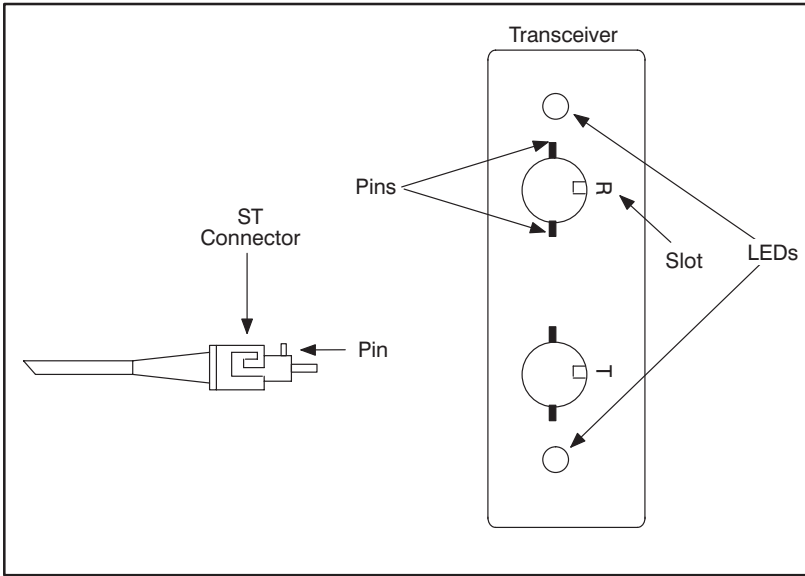 Transceiver
Pins
R
ST
Connector
Slot
LEDs
Pin
T